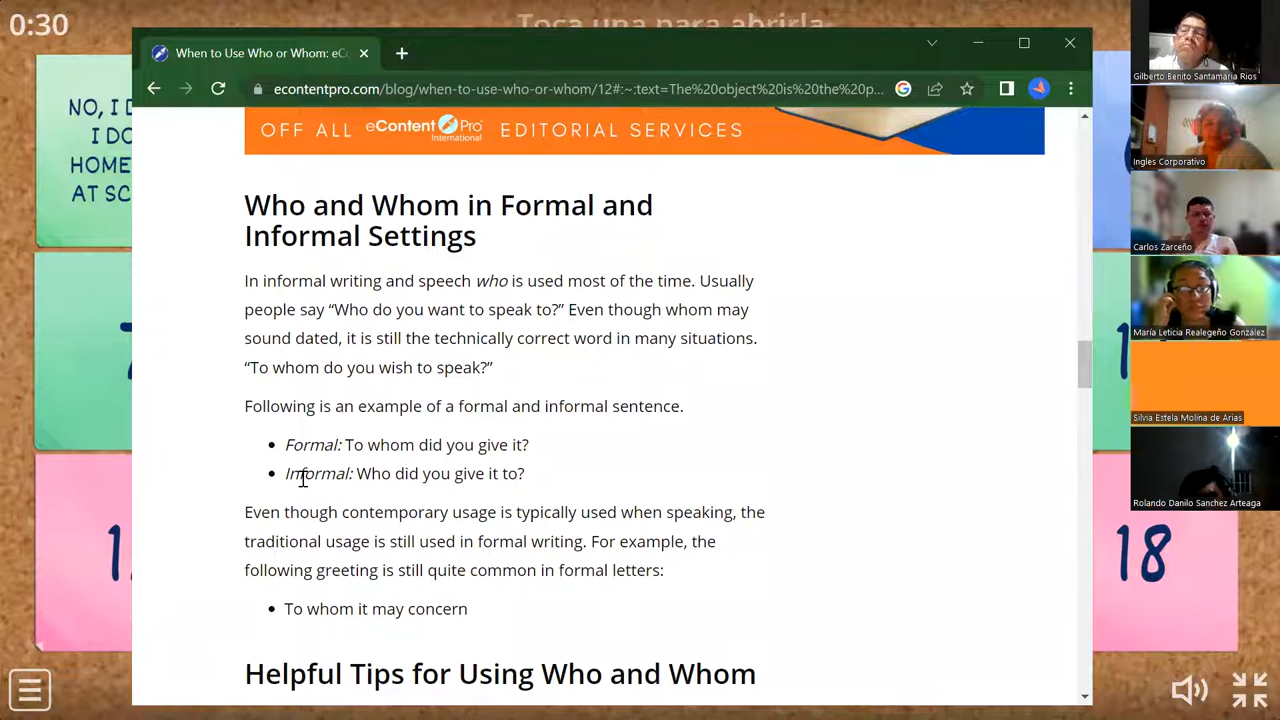 0:30
Toca una para abrirla.
When to Use Who or Whom: eCo
econtentpro.com/blog/when-to-use-who-or-whom/12#:~:text=The%20object%20is%20the%20p...
NO, I D
I DO
HOME
AT SC
OFF ALL eContent Pro International EDITORIAL SERVICES
Who and Whom in Formal and
Informal Settings
In informal writing and speech who is used most of the time. Usually
people say “Who do you want to speak to?” Even though whom may
sound dated, it is still the technically correct word in many situations.
“To whom do you wish to speak?”
Following is an example of a formal and informal sentence.
• Formal: To whom did you give it?
• Informal: Who did you give it to?
Even though contemporary usage is typically used when speaking, the
traditional usage is still used in formal writing. For example, the
following greeting is still quite common in formal letters:
• To whom it may concern
Helpful Tips for Using Who and Whom
18
Gilberto Benito Santamaria Rios
Ingles Corporativo
Carlos Zarceño
María Leticia Realegeño González
Silvia Estela Molina de Arias
Rolando Danilo Sanchez Arteaga